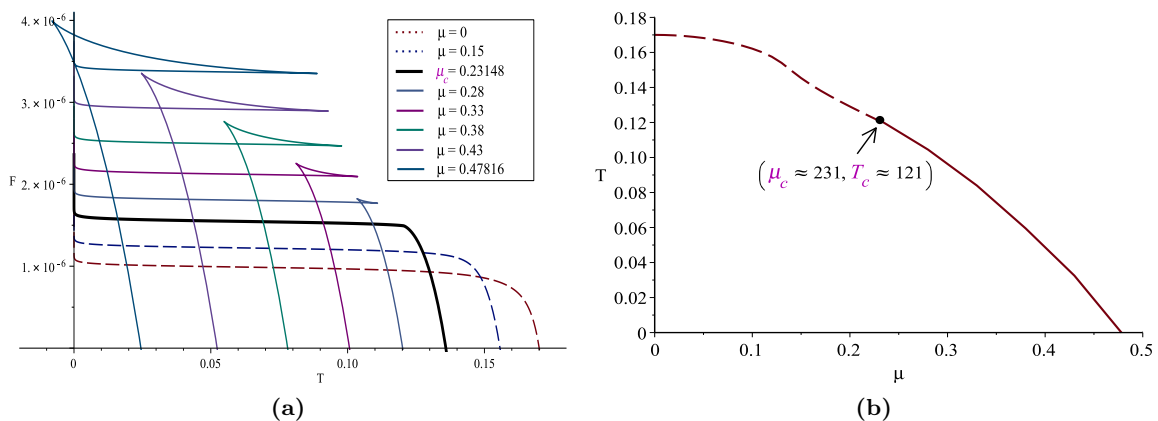 4. × 10⁻⁶
3. × 10⁻⁶
F
2. × 10⁻⁶
1. × 10⁻⁶
0
0.05
0.10
0.15
T
μ = 0
μ = 0.15
μ_c = 0.23148
μ = 0.28
μ = 0.33
μ = 0.38
μ = 0.43
μ = 0.47816
(a)
0.18
0.16
0.14
0.12
0.10
T
0.08
0.06
0.04
0.02
0
(μ_c ≈ 231, T_c ≈ 121)
0
0.1
0.2
0.3
0.4
0.5
μ
(b)